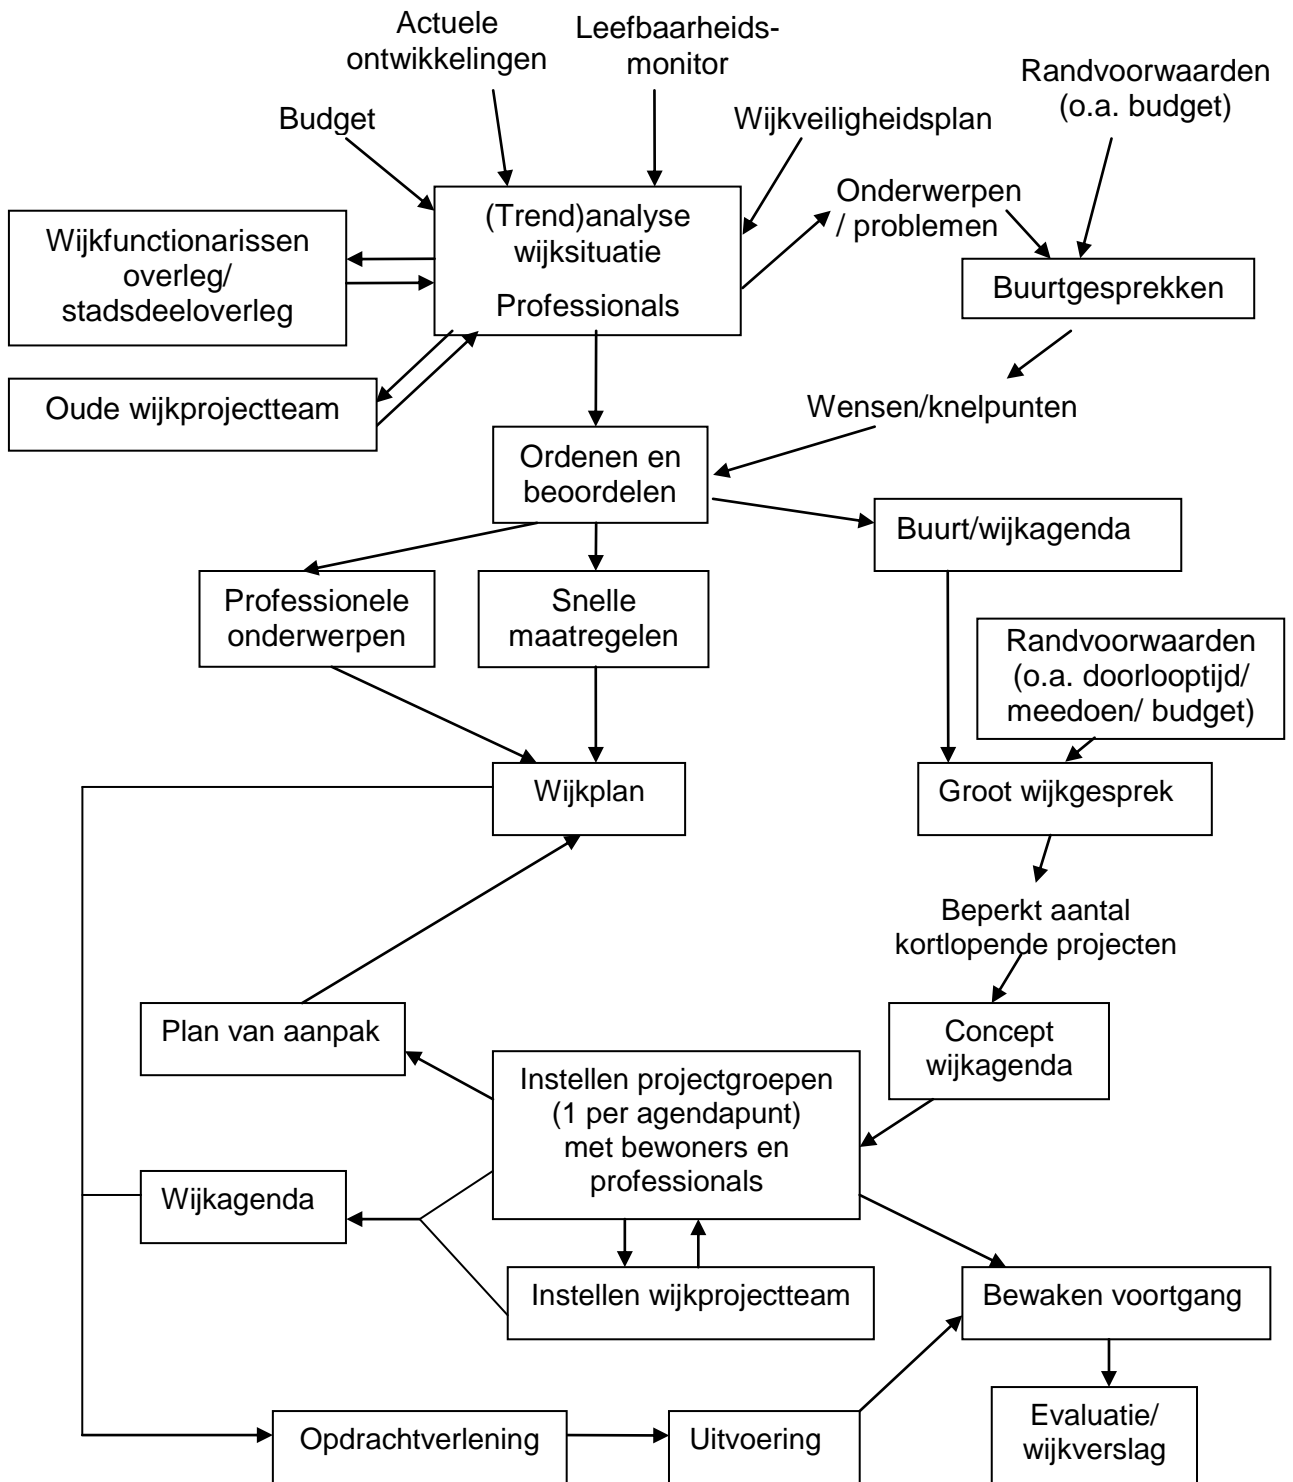 Actuele
ontwikkelingen
Leefbaarheids-
monitor
Randvoorwaarden
(o.a. budget)
Budget
Wijkveiligheidsplan
(Trend)analyse
wijksituatie
Professionals
Onderwerpen
/ problemen
Wijkfunctionarissen
overleg/
stadsdeeloverleg
Buurtgesprekken
Oude wijkprojectteam
Wensen/knelpunten
Ordenen en
beoordelen
Buurt/wijkagenda
Professionele
onderwerpen
Snelle
maatregelen
Randvoorwaarden
(o.a. doorlooptijd/
meedoen/ budget)
Wijkplan
Groot wijkgesprek
Beperkt aantal
kortlopende projecten
Plan van aanpak
Concept
wijkagenda
Instellen projectgroepen
(1 per agendapunt)
met bewoners en
professionals
Wijkagenda
Instellen wijkprojectteam
Bewaken voortgang
Opdrachtverlening
Uitvoering
Evaluatie/
wijkverslag